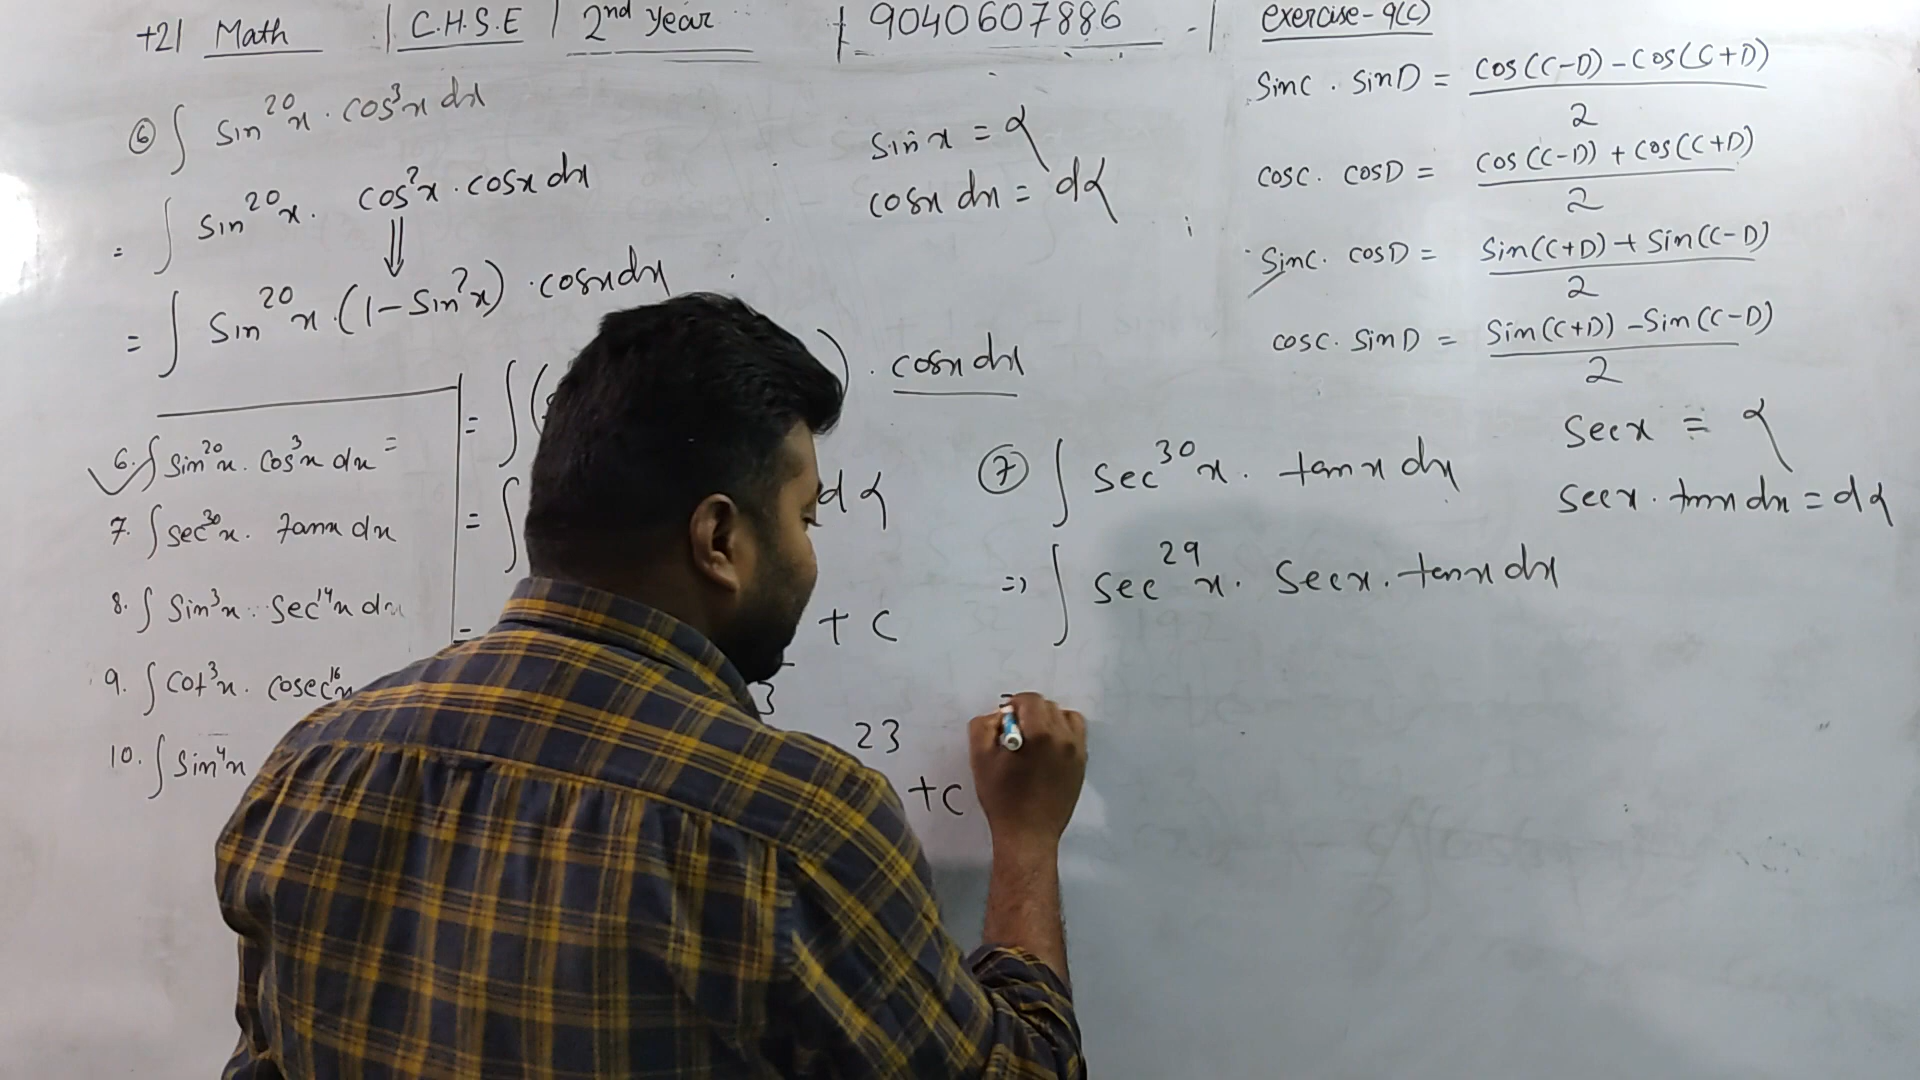 +2 | Math | C.H.S.E | 2nd year | 9040607886 - | exercise - 9(C)
⑥ ∫ sin²⁰x · cos³x dx
= ∫ sin²⁰x · cos²x · cosx dx
⇓
= ∫ sin²⁰x · (1 - sin²x) · cosx dx
= ∫ ( ) · cosx dx
= ∫ dα
= + c
3
23
+c
sinx = α
cosx dx = dα
6. ∫ sin²⁰x . cos³x dx =
7. ∫ sec³⁰x . tanx dx
8. ∫ sin³x . sec¹⁴x dx
9. ∫ cot³x . cosec¹⁶x
10. ∫ sin⁴x
sinC . sinD = cos(C-D) - cos(C+D) / 2
cosC . cosD = cos(C-D) + cos(C+D) / 2
sinC . cosD = sin(C+D) + sin(C-D) / 2
cosC . sinD = sin(C+D) - sin(C-D) / 2
⑦ ∫ sec³⁰x . tanx dx
⇒ ∫ sec²⁹x . secx . tanx dx
secx = α
secx . tanx dx = dα